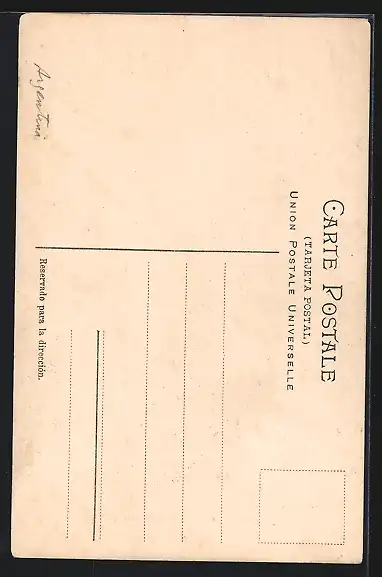 CARTE POSTALE
(TARJETA POSTAL)
UNION POSTALE UNIVERSELLE
Reservado para la dirección.
Argentina